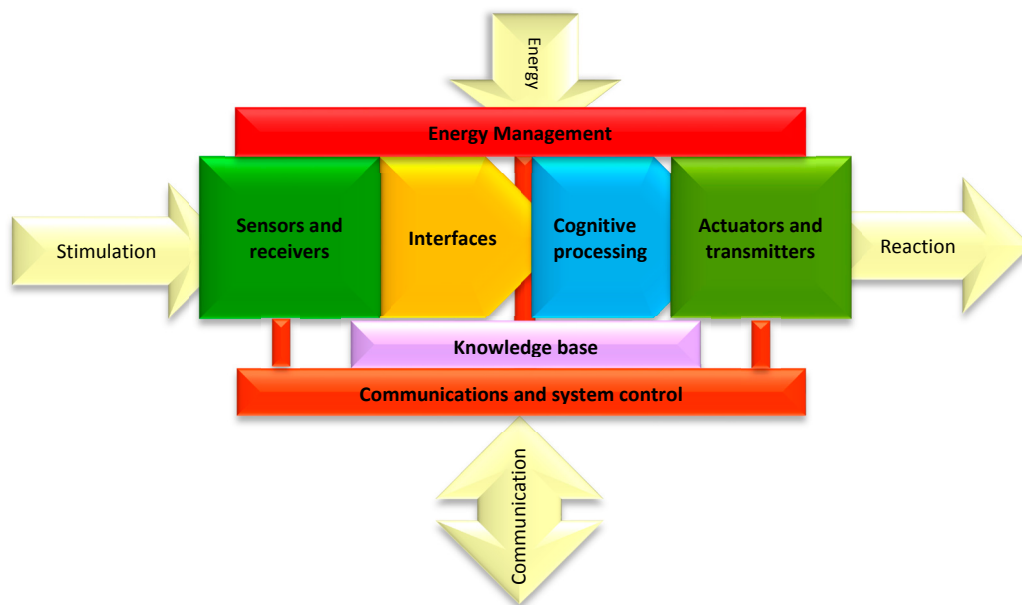 Energy
Energy Management
Stimulation
Sensors and
receivers
Interfaces
Cognitive
processing
Actuators and
transmitters
Reaction
Knowledge base
Communications and system control
Communication